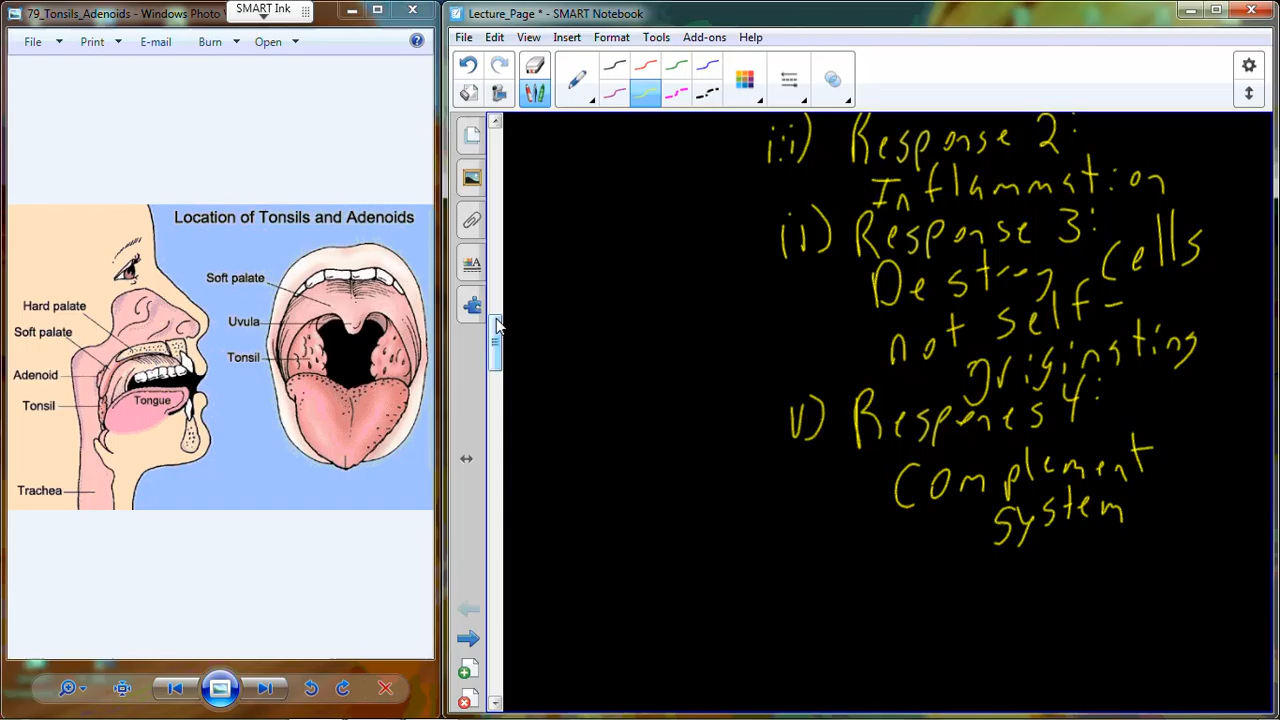 79_Tonsils_Adenoids - Windows Photo
SMART Ink
File Print E-mail Burn Open
Location of Tonsils and Adenoids
Soft palate
Hard palate
Uvula
Soft palate
Tonsil
Adenoid
Tongue
Tonsil
Trachea
Lecture_Page * - SMART Notebook
File Edit View Insert Format Tools Add-ons Help
iii) Response 2:
Inflammation
iv) Response 3:
Destroy cells
not self-
originating
v) Respones 4:
Complement
system